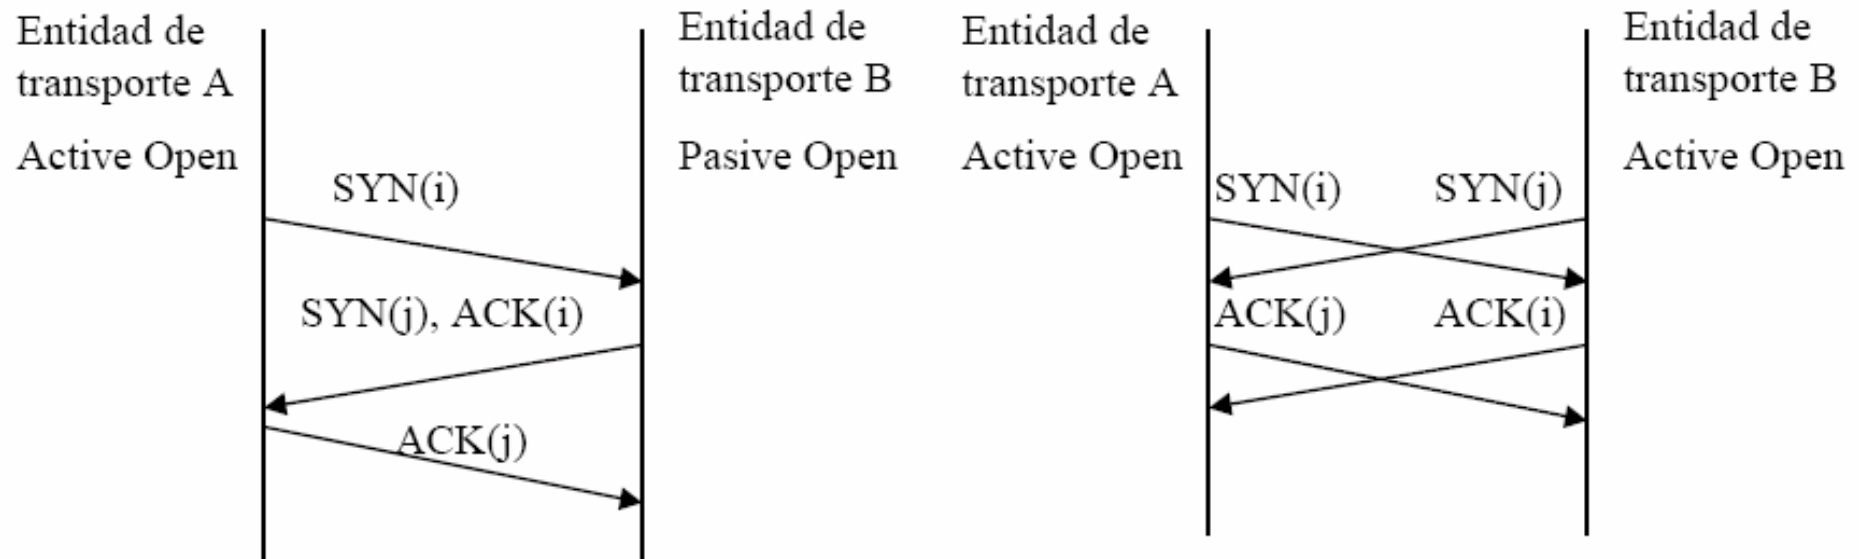 Entidad de
transporte A
Active Open
Entidad de
transporte B
Pasive Open
SYN(i)
SYN(j), ACK(i)
ACK(j)
Entidad de
transporte A
Active Open
Entidad de
transporte B
Active Open
SYN(i)
SYN(j)
ACK(j)
ACK(i)